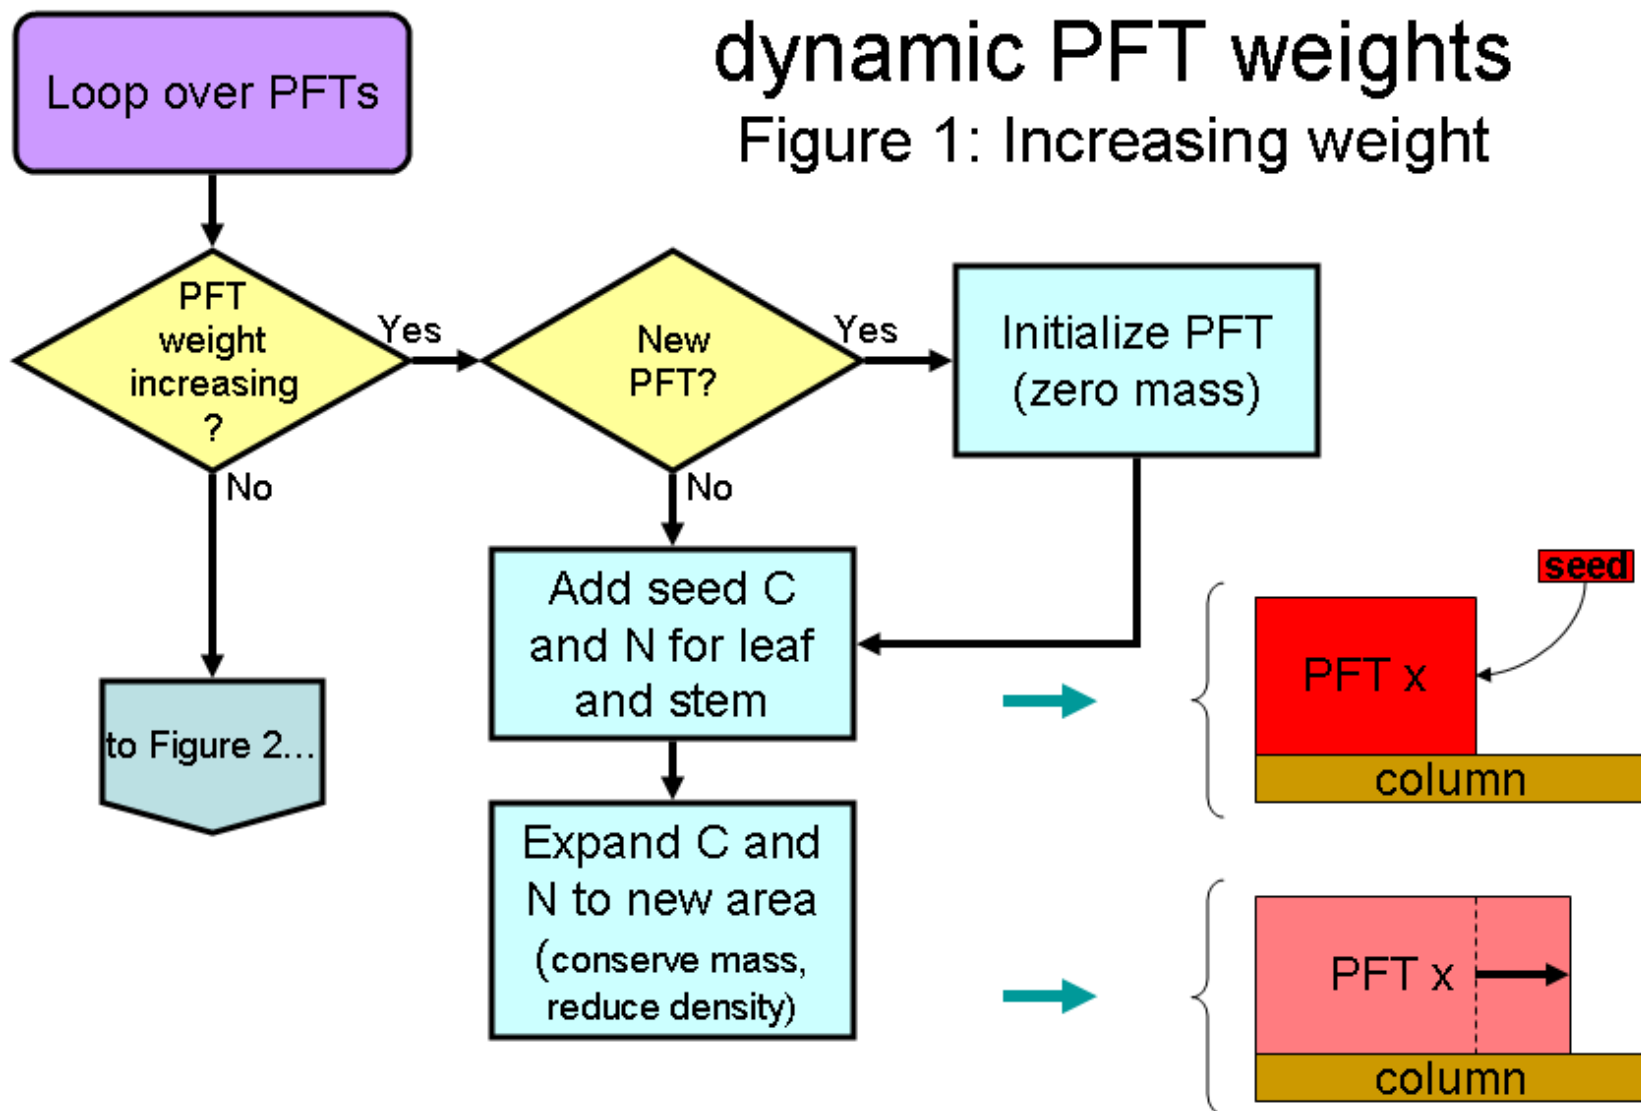 dynamic PFT weights
Figure 1: Increasing weight
Loop over PFTs
PFT
weight
increasing
?
Yes
No
New
PFT?
Yes
No
Initialize PFT
(zero mass)
to Figure 2...
Add seed C
and N for leaf
and stem
Expand C and
N to new area
(conserve mass,
reduce density)
seed
PFT x
column
PFT x
column